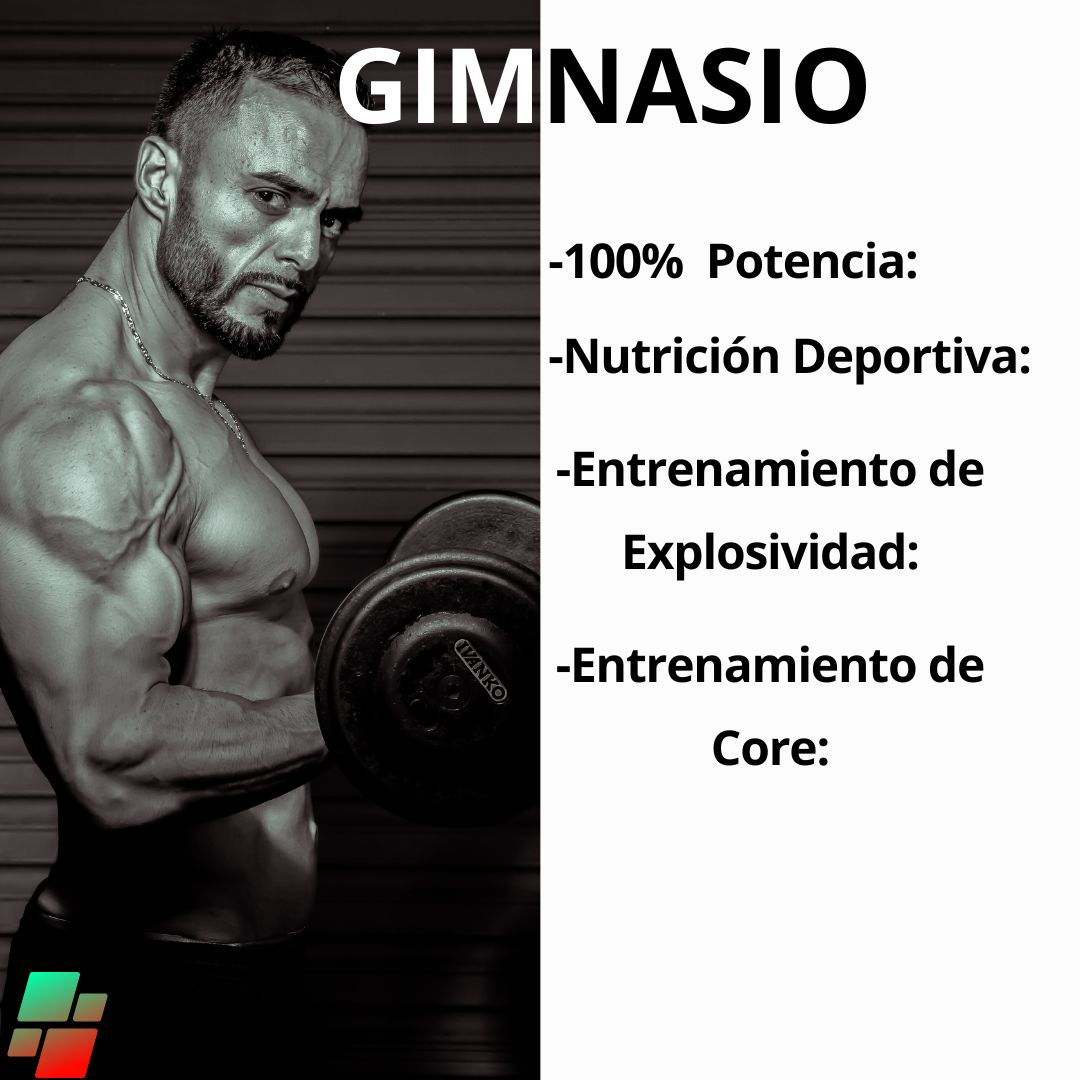 GIMNASIO
-100%  Potencia:
-Nutrición Deportiva:
-Entrenamiento de
Explosividad:
IVANKO
-Entrenamiento de
Core: